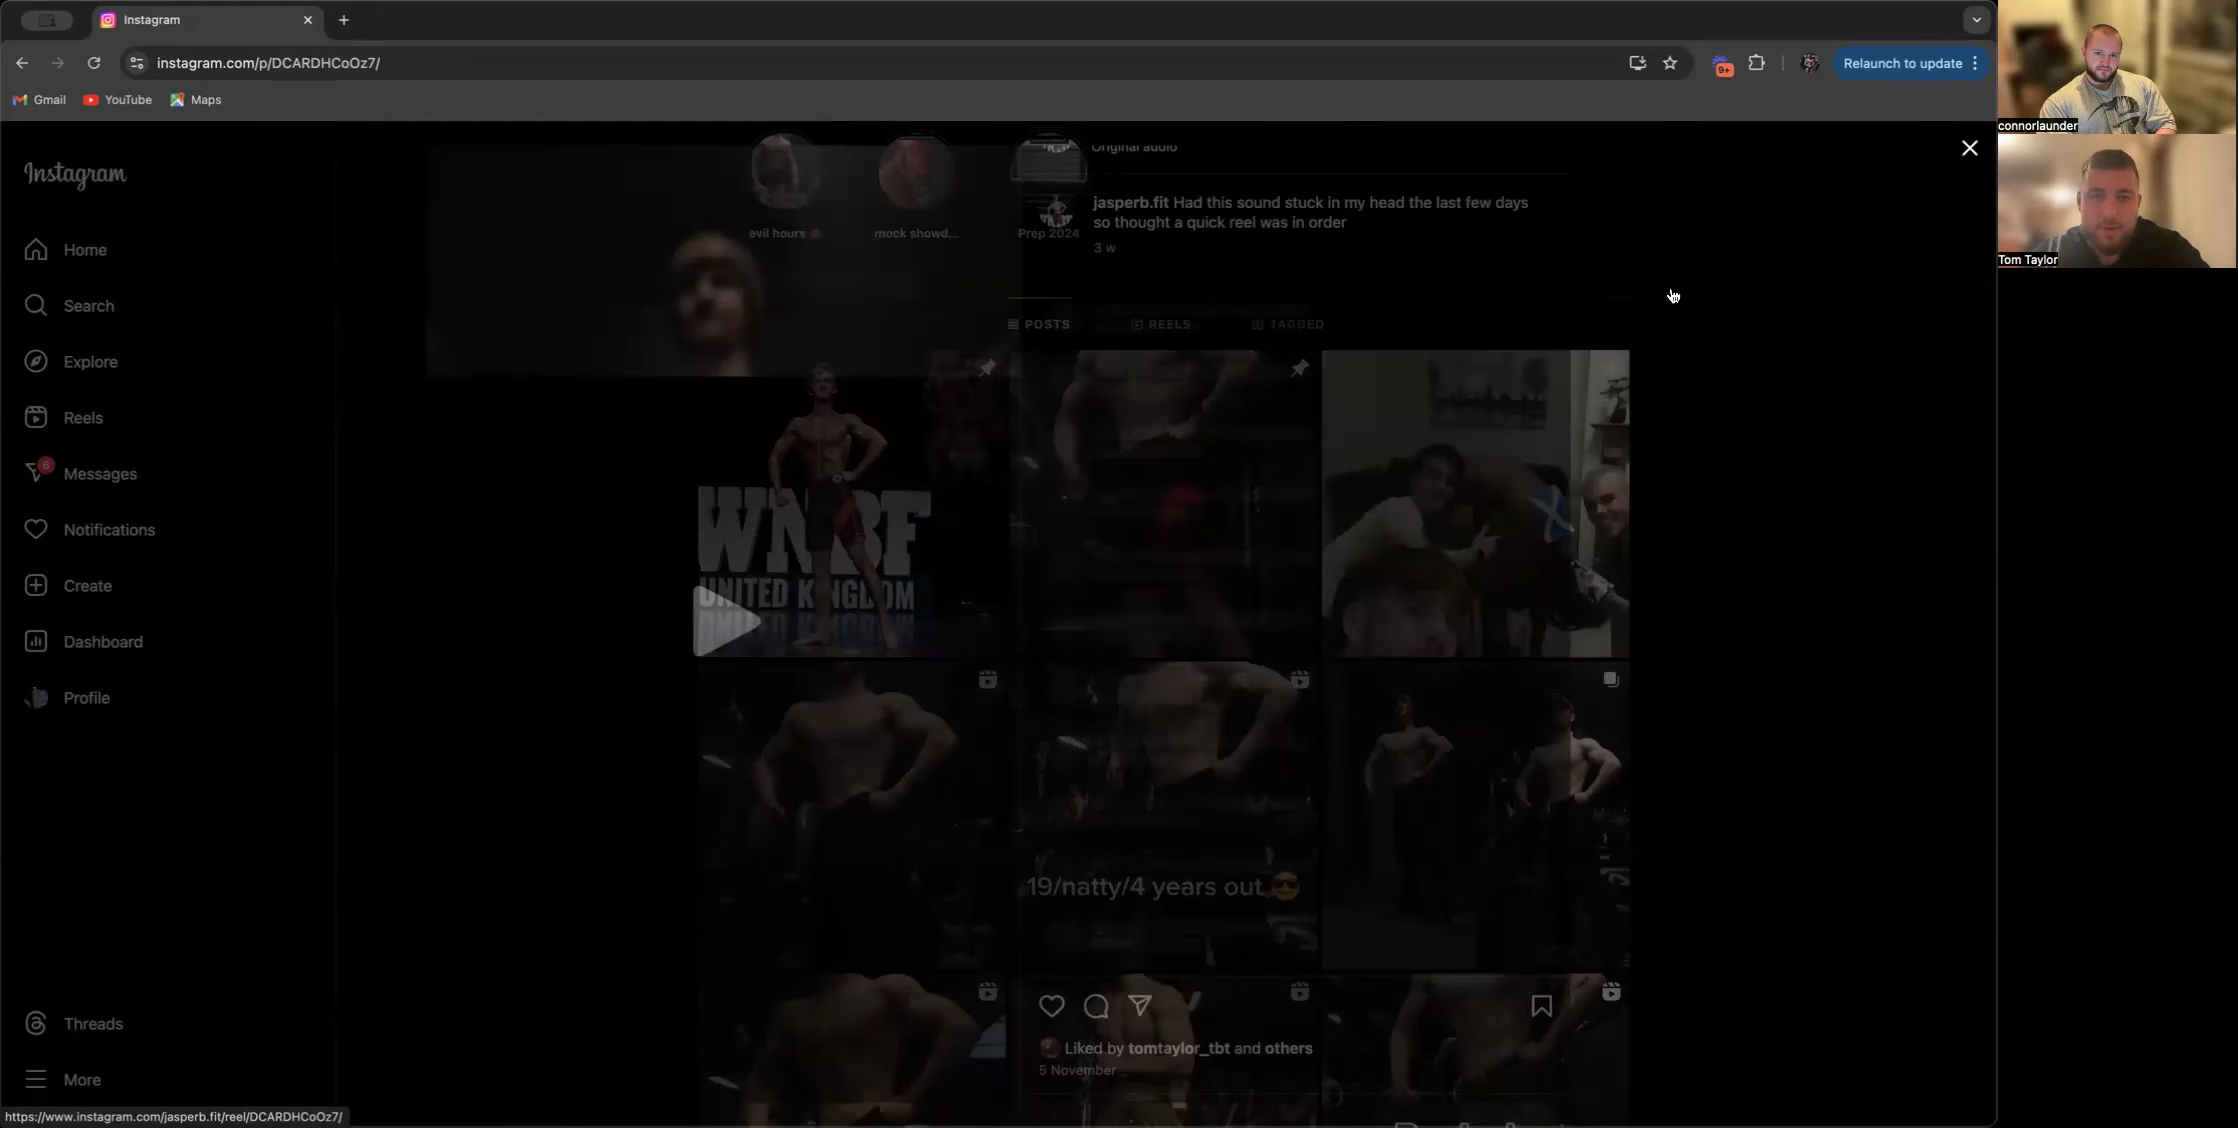 Instagram
instagram.com/p/DCARDHCoOz7/
9+
Relaunch to update
Gmail
YouTube
Maps
connorlaunder
Tom Taylor
Instagram
Home
Search
Explore
Reels
6
Messages
Notifications
Create
Dashboard
Profile
Threads
More
Original audio
jasperb.fit Had this sound stuck in my head the last few days
so thought a quick reel was in order
3 w
evil hours
mock showd...
Prep 2024
POSTS
REELS
TAGGED
WNBF
UNITED KINGDOM
19/natty/4 years out 😎
Liked by tomtaylor_tbt and others
5 November
https://www.instagram.com/jasperb.fit/reel/DCARDHCoOz7/